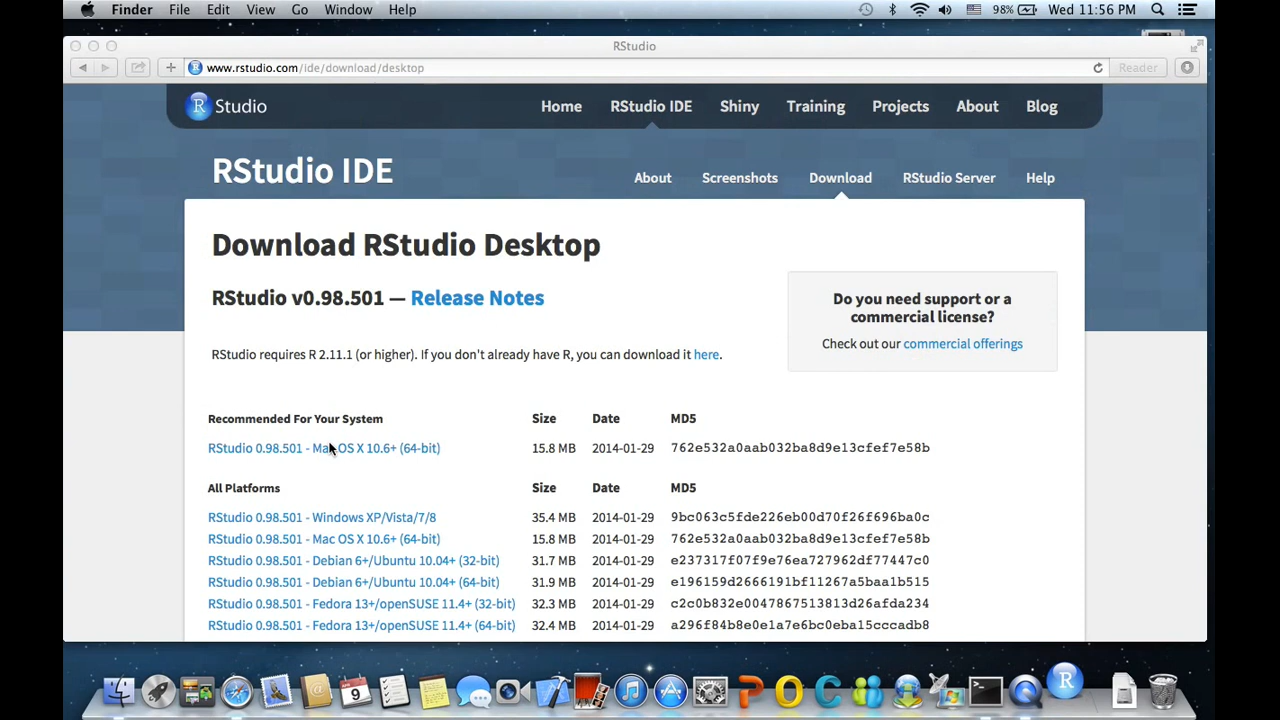 Finder File Edit View Go Window Help 98% Wed 11:56 PM
RStudio
www.rstudio.com/ide/download/desktop Reader
R Studio Home RStudio IDE Shiny Training Projects About Blog
RStudio IDE About Screenshots Download RStudio Server Help
Download RStudio Desktop
RStudio v0.98.501 — Release Notes
Do you need support or a
commercial license?
Check out our commercial offerings
RStudio requires R 2.11.1 (or higher). If you don't already have R, you can download it here.
Recommended For Your System Size Date MD5
RStudio 0.98.501 - Mac OS X 10.6+ (64-bit) 15.8 MB 2014-01-29 762e532a0aab032ba8d9e13cfef7e58b
All Platforms Size Date MD5
RStudio 0.98.501 - Windows XP/Vista/7/8 35.4 MB 2014-01-29 9bc063c5fde226eb00d70f26f696ba0c
RStudio 0.98.501 - Mac OS X 10.6+ (64-bit) 15.8 MB 2014-01-29 762e532a0aab032ba8d9e13cfef7e58b
RStudio 0.98.501 - Debian 6+/Ubuntu 10.04+ (32-bit) 31.7 MB 2014-01-29 e237317f07f9e76ea727962df77447c0
RStudio 0.98.501 - Debian 6+/Ubuntu 10.04+ (64-bit) 31.9 MB 2014-01-29 e196159d2666191bf11267a5baa1b515
RStudio 0.98.501 - Fedora 13+/openSUSE 11.4+ (32-bit) 32.3 MB 2014-01-29 c2c0b832e0047867513813d26afda234
RStudio 0.98.501 - Fedora 13+/openSUSE 11.4+ (64-bit) 32.4 MB 2014-01-29 a296f84b8e0e1a7e6bc0eba15cccadb8
9 P O C R